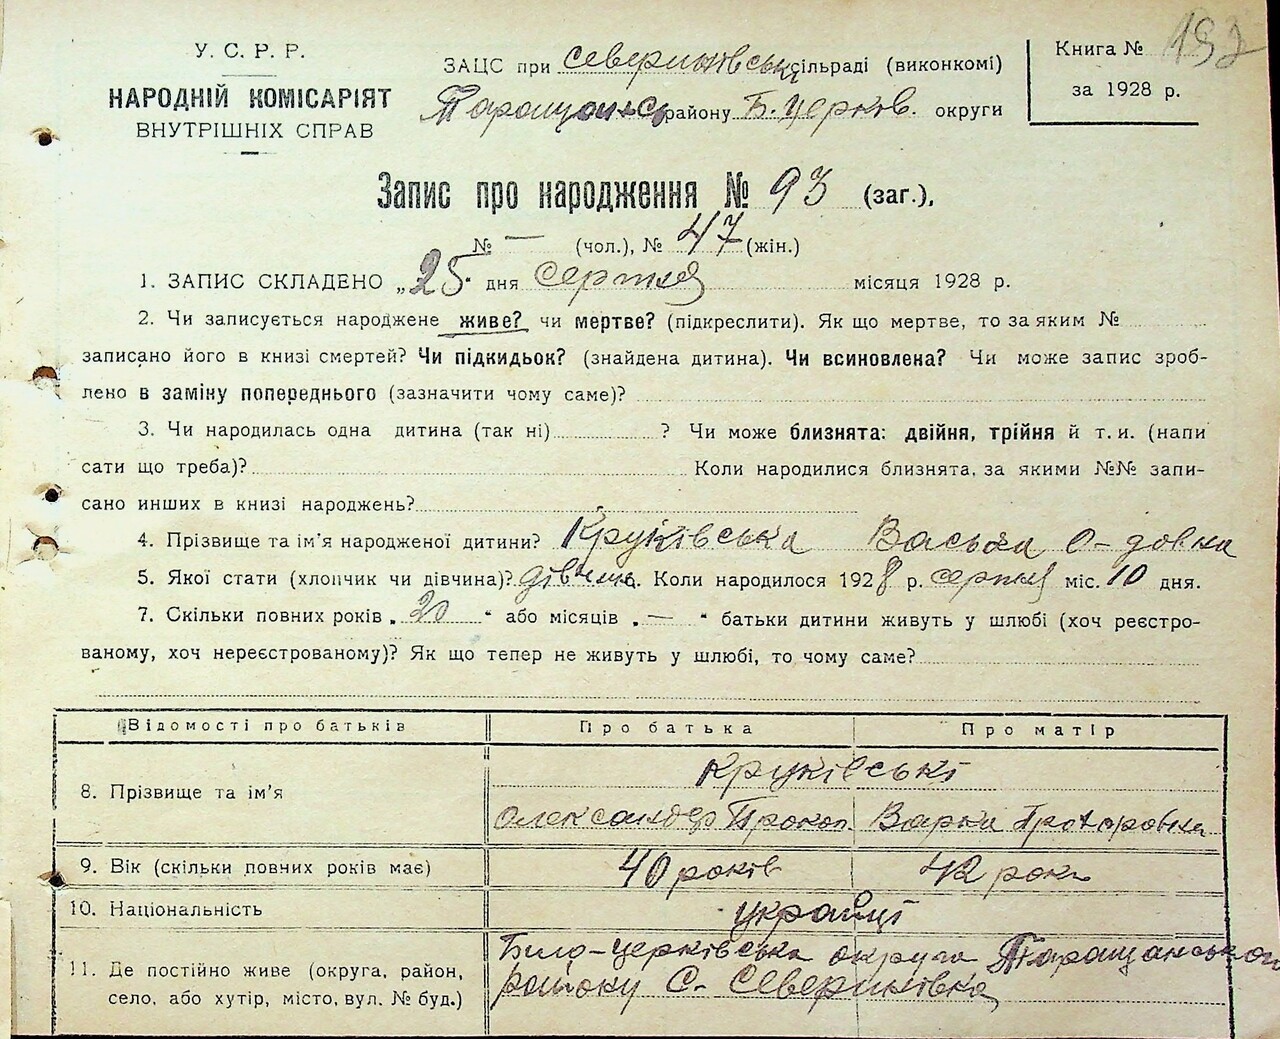 У. С. Р. Р.
НАРОДНІЙ КОМІСАРІЯТ
ВНУТРІШНІХ СПРАВ
ЗАЦС при Северинівськ сільраді (виконкомі)
Таращанськ району Б. Церків. округи
Книга № 192
за 1928 р.
Запис про народження № 93 (заг.),
№ — (чол.), № 47 (жін.)
1. ЗАПИС СКЛАДЕНО „25“ дня серпня місяця 1928 р.
2. Чи записується народжене живе? чи мертве? (підкреслити). Як що мертве, то за яким №
записано його в книзі смертей? Чи підкидьок? (знайдена дитина). Чи всиновлена? Чи може запис зроб-
лено в заміну попереднього (зазначити чому саме)?
3. Чи народилась одна дитина (так ні) ? Чи може близнята: двійня, трійня й т. и. (напи
сати що треба)? Коли народилися близнята, за якими №№ запи-
сано инших в книзі народжень?
4. Прізвище та ім'я народженої дитини? Круківська О-довна
5. Якої стати (хлопчик чи дівчина)? дівчина. Коли народилося 1928 р. серпня міс. 10 дня.
7. Скільки повних років „20“ або місяців „—“ батьки дитини живуть у шлюбі (хоч реєстро-
ваному, хоч нереєстрованому)? Як що тепер не живуть у шлюбі, то чому саме?
Відомості про батьків Про батька Про матір
8. Прізвище та ім'я Круківські
Олександер Прокоп. Варка Прохоровна
9. Вік (скільки повних років має) 40 років 42 роки
10. Національність українці
11. Де постійно живе (округа, район, село, або хутір, місто, вул. № буд.) Біло-церківська округа Таращанського
району С. Северинівка